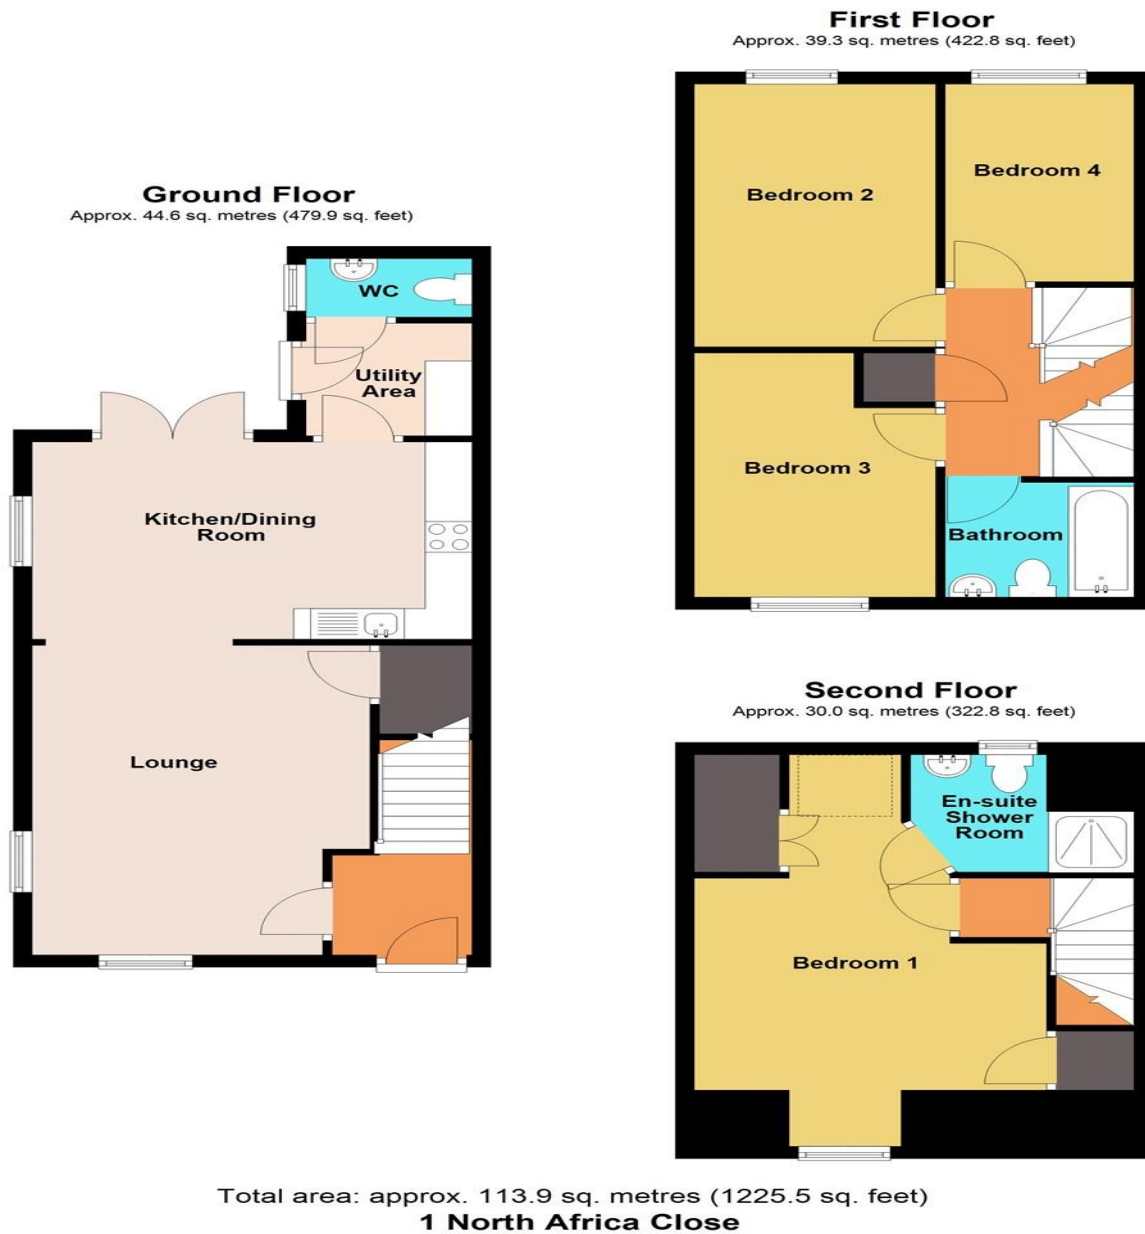 First Floor
Approx. 39.3 sq. metres (422.8 sq. feet)
Bedroom 2
Bedroom 4
Bedroom 3
Bathroom
Ground Floor
Approx. 44.6 sq. metres (479.9 sq. feet)
WC
Utility
Area
Kitchen/Dining
Room
Lounge
Second Floor
Approx. 30.0 sq. metres (322.8 sq. feet)
En-suite
Shower
Room
Bedroom 1
Total area: approx. 113.9 sq. metres (1225.5 sq. feet)
1 North Africa Close